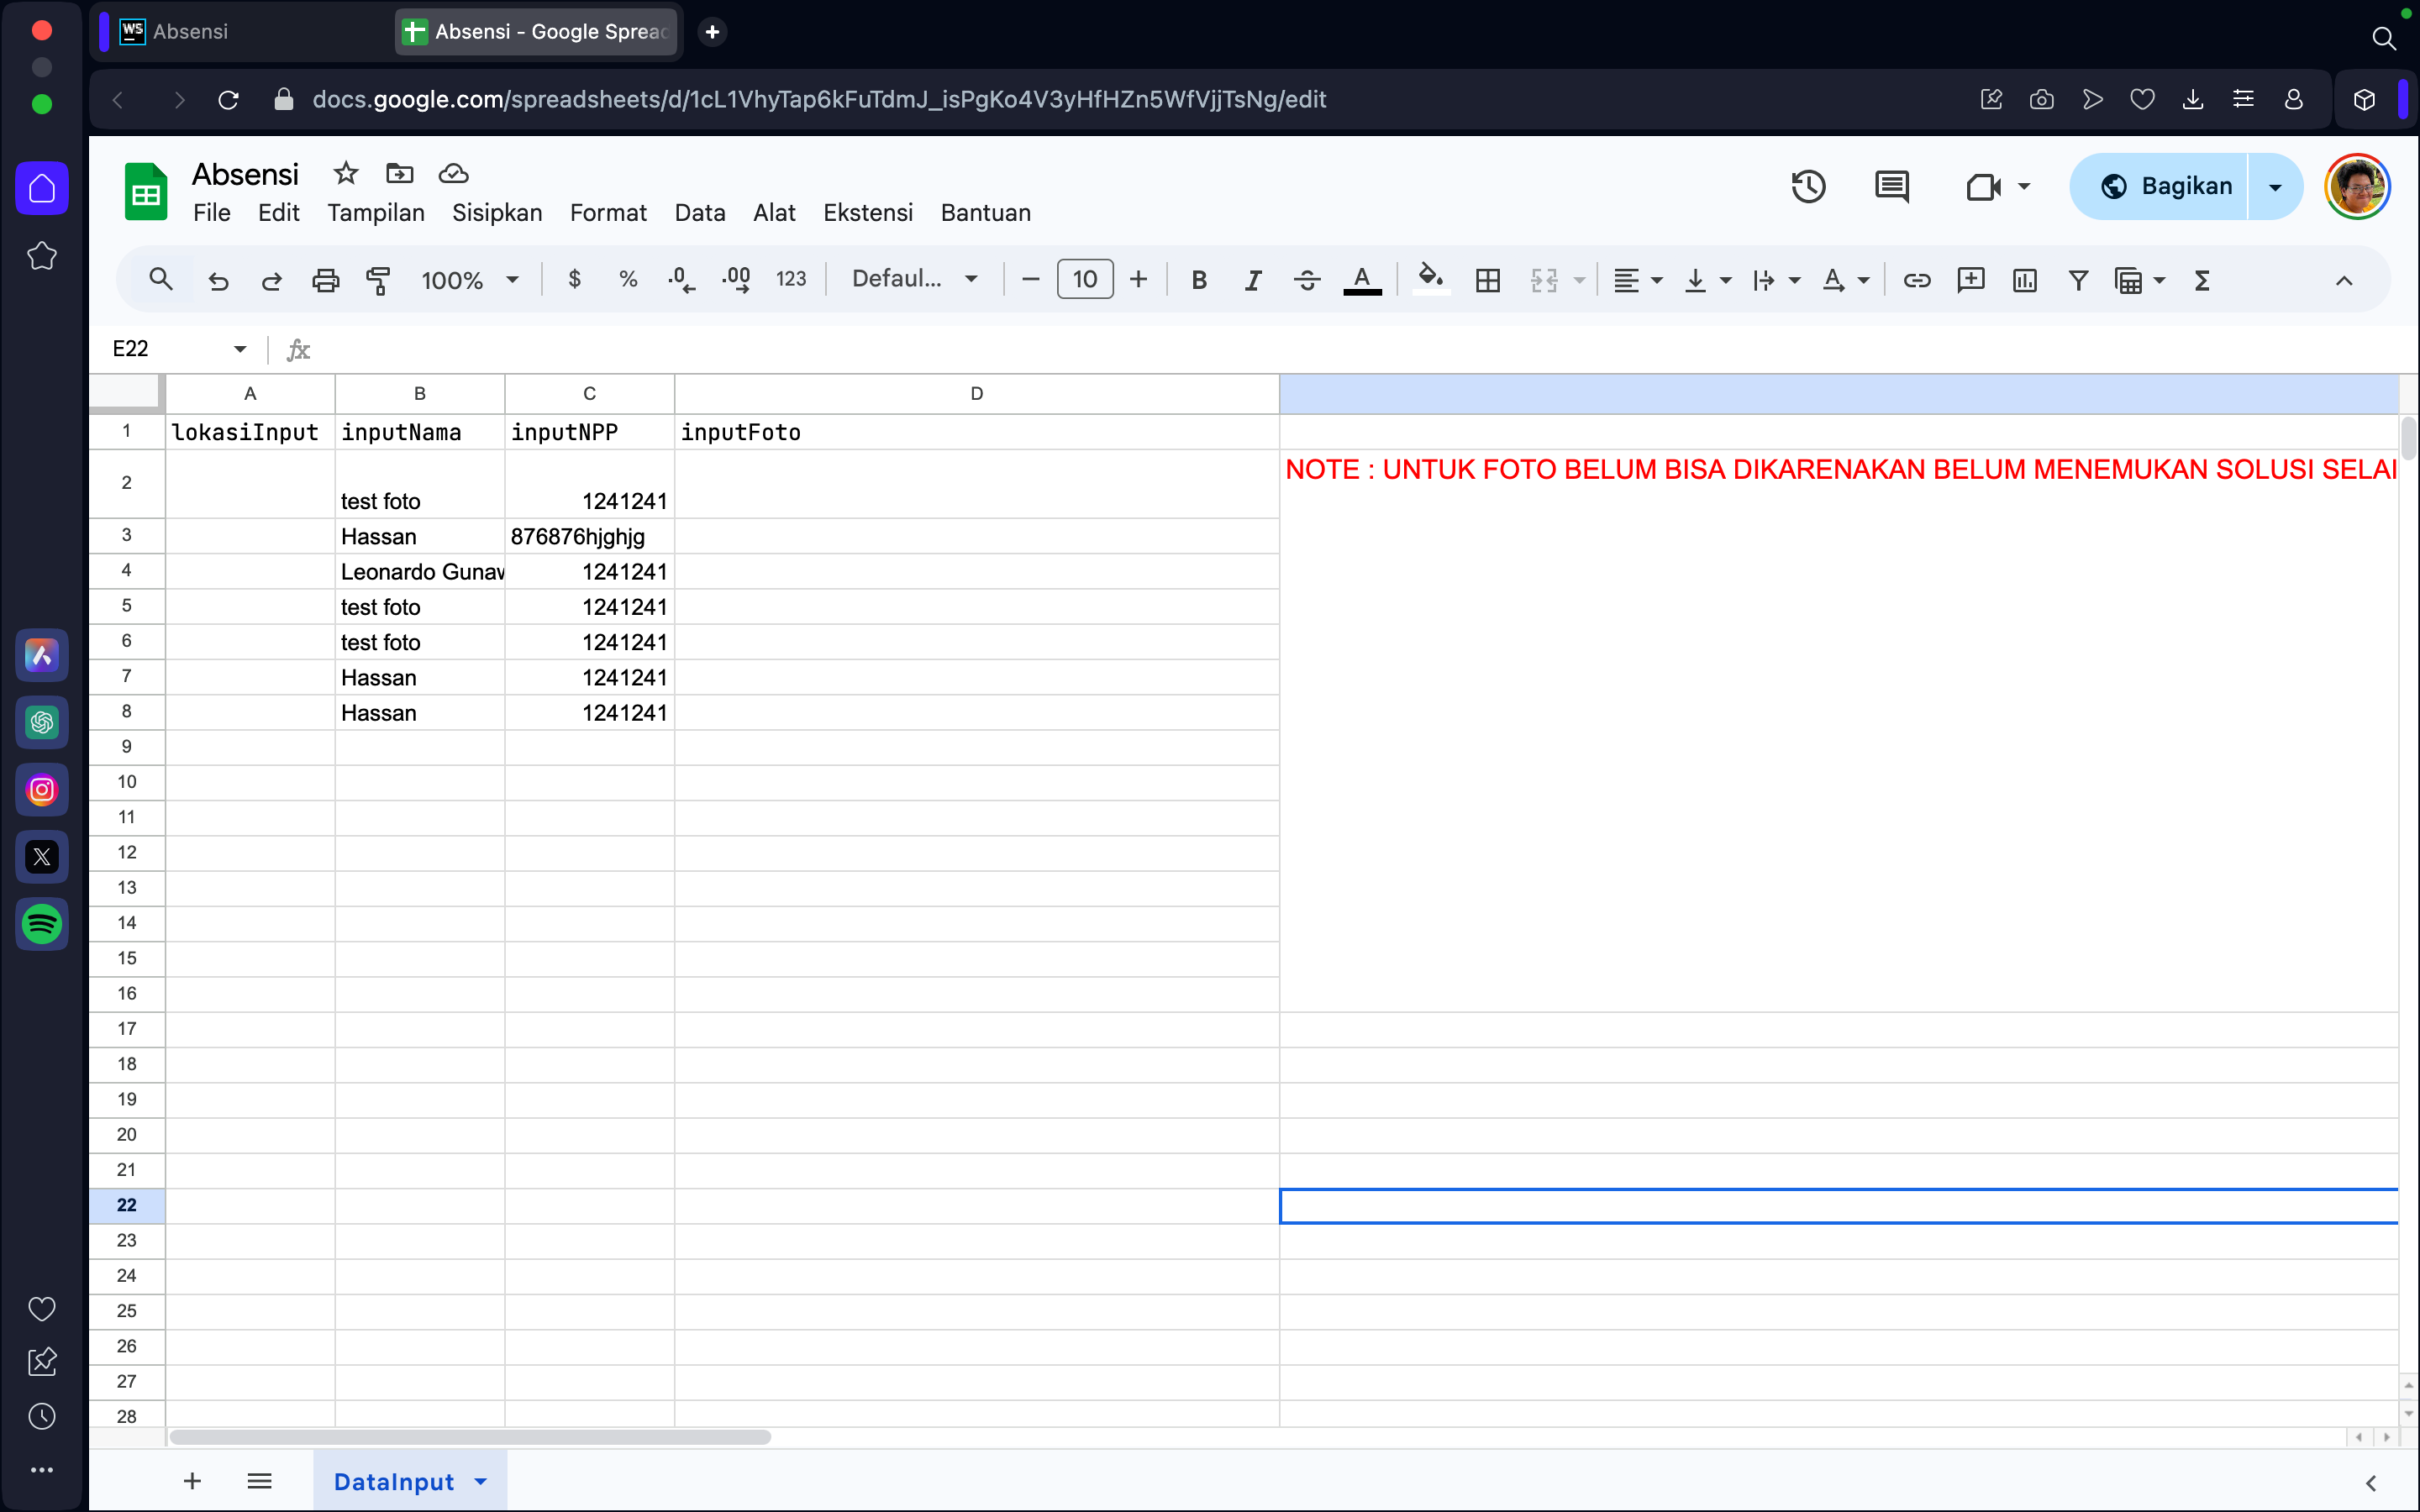 WS Absensi
Absensi - Google Spread
docs.google.com/spreadsheets/d/1cL1VhyTap6kFuTdmJ_isPgKo4V3yHfHZn5WfVjjTsNg/edit
Absensi
File Edit Tampilan Sisipkan Format Data Alat Ekstensi Bantuan
Bagikan
100% $ % .0 .00 123 Defaul... 10 B I A A
E22 fx
A B C D
1 lokasiInput inputNama inputNPP inputFoto
2 test foto 1241241 NOTE : UNTUK FOTO BELUM BISA DIKARENAKAN BELUM MENEMUKAN SOLUSI SELAI
3 Hassan 876876hjghjg
4 Leonardo Gunaw 1241241
5 test foto 1241241
6 test foto 1241241
7 Hassan 1241241
8 Hassan 1241241
9
10
11
12
13
14
15
16
17
18
19
20
21
22
23
24
25
26
27
28
DataInput